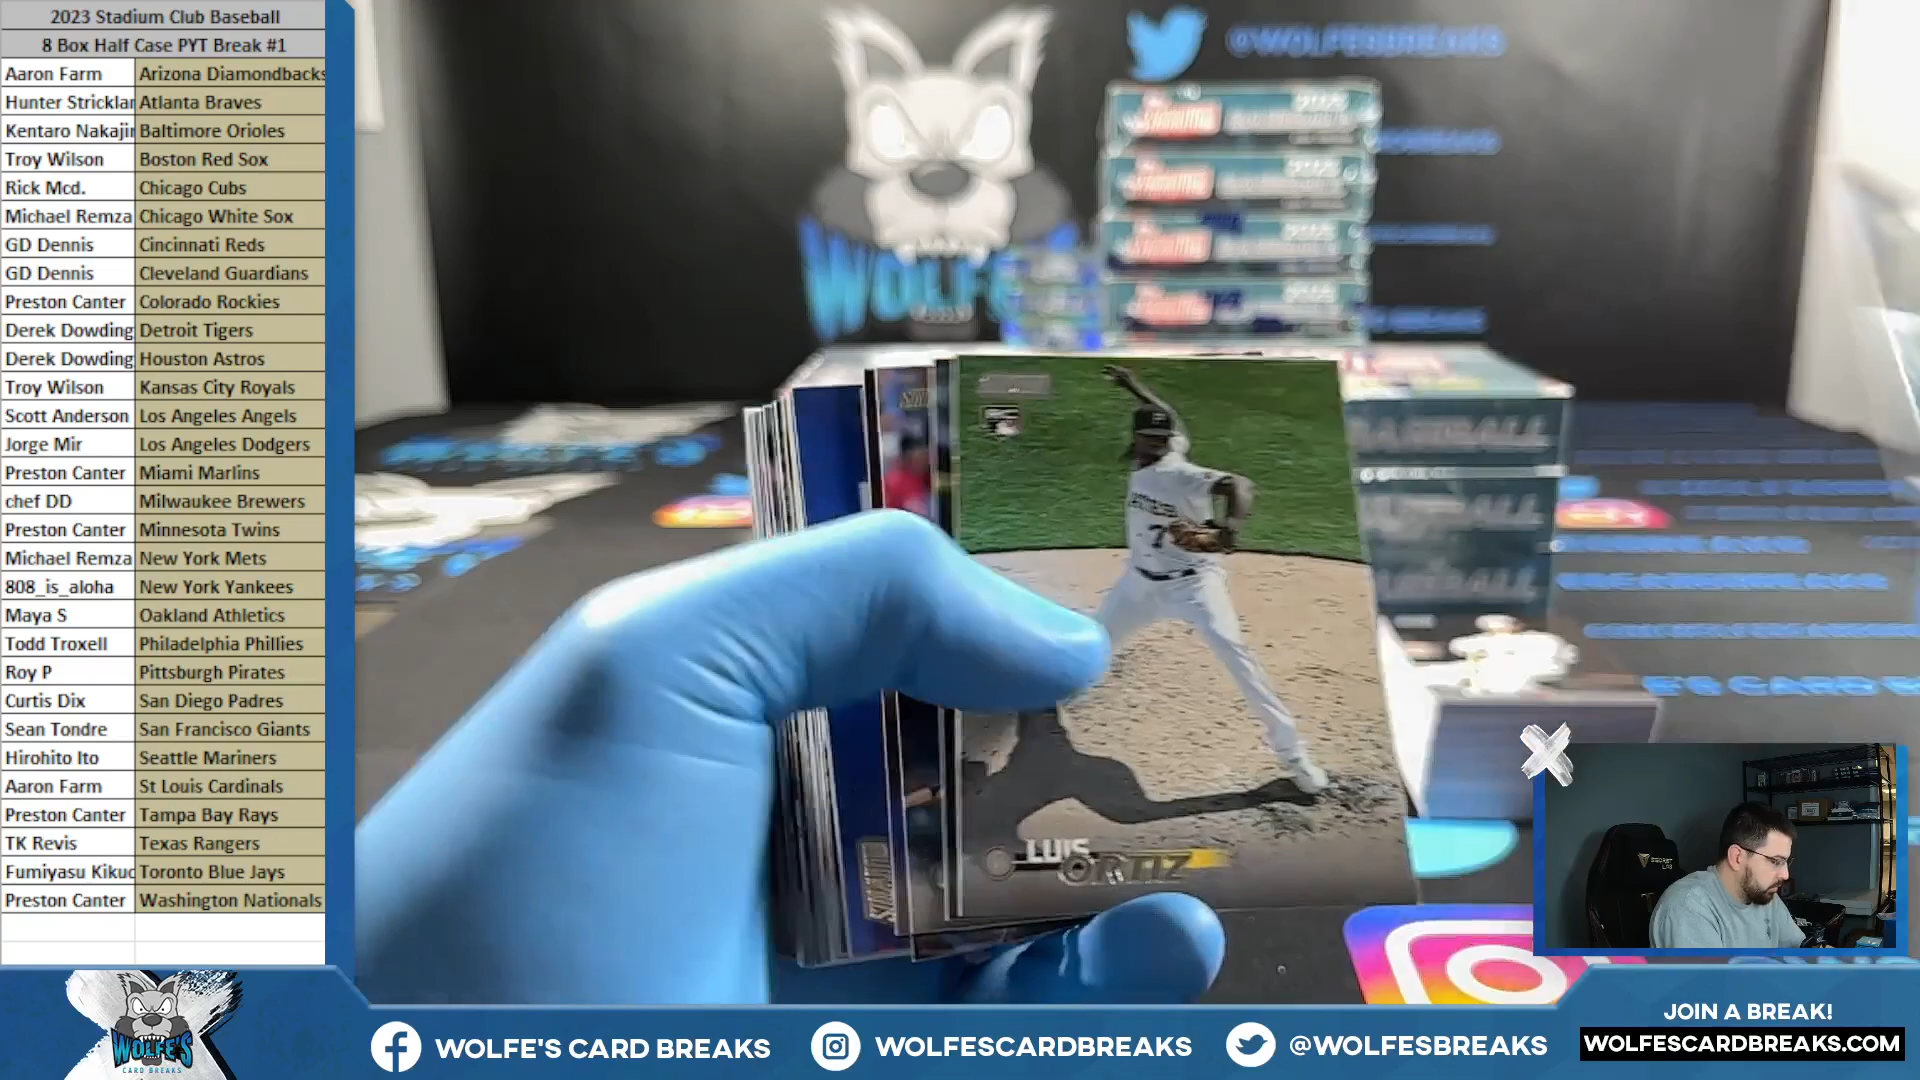 2023 Stadium Club Baseball
8 Box Half Case PYT Break #1
Aaron Farm Arizona Diamondbacks
Hunter Stricklar Atlanta Braves
Kentaro Nakajir Baltimore Orioles
Troy Wilson Boston Red Sox
Rick Mcd. Chicago Cubs
Michael Remza Chicago White Sox
GD Dennis Cincinnati Reds
GD Dennis Cleveland Guardians
Preston Canter Colorado Rockies
Derek Dowding Detroit Tigers
Derek Dowding Houston Astros
Troy Wilson Kansas City Royals
Scott Anderson Los Angeles Angels
Jorge Mir Los Angeles Dodgers
Preston Canter Miami Marlins
chef DD Milwaukee Brewers
Preston Canter Minnesota Twins
Michael Remza New York Mets
808_is_aloha New York Yankees
Maya S Oakland Athletics
Todd Troxell Philadelphia Phillies
Roy P Pittsburgh Pirates
Curtis Dix San Diego Padres
Sean Tondre San Francisco Giants
Hirohito Ito Seattle Mariners
Aaron Farm St Louis Cardinals
Preston Canter Tampa Bay Rays
TK Revis Texas Rangers
Fumiyasu Kikuc Toronto Blue Jays
Preston Canter Washington Nationals
@WOLFESBREAKS
WOLFE'S
RC
LUIS
ORTIZ
BASEBALL
WOLFE'S
CARD BREAKS
WOLFE'S CARD BREAKS
WOLFESCARDBREAKS
@WOLFESBREAKS
JOIN A BREAK!
WOLFESCARDBREAKS.COM